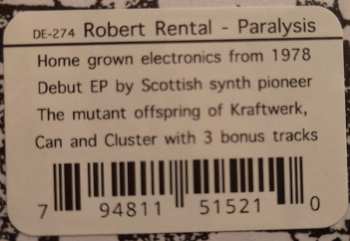 DE-274 Robert Rental - Paralysis
Home grown electronics from 1978
Debut EP by Scottish synth pioneer
The mutant offspring of Kraftwerk,
Can and Cluster with 3 bonus tracks
7 94811 51521 0